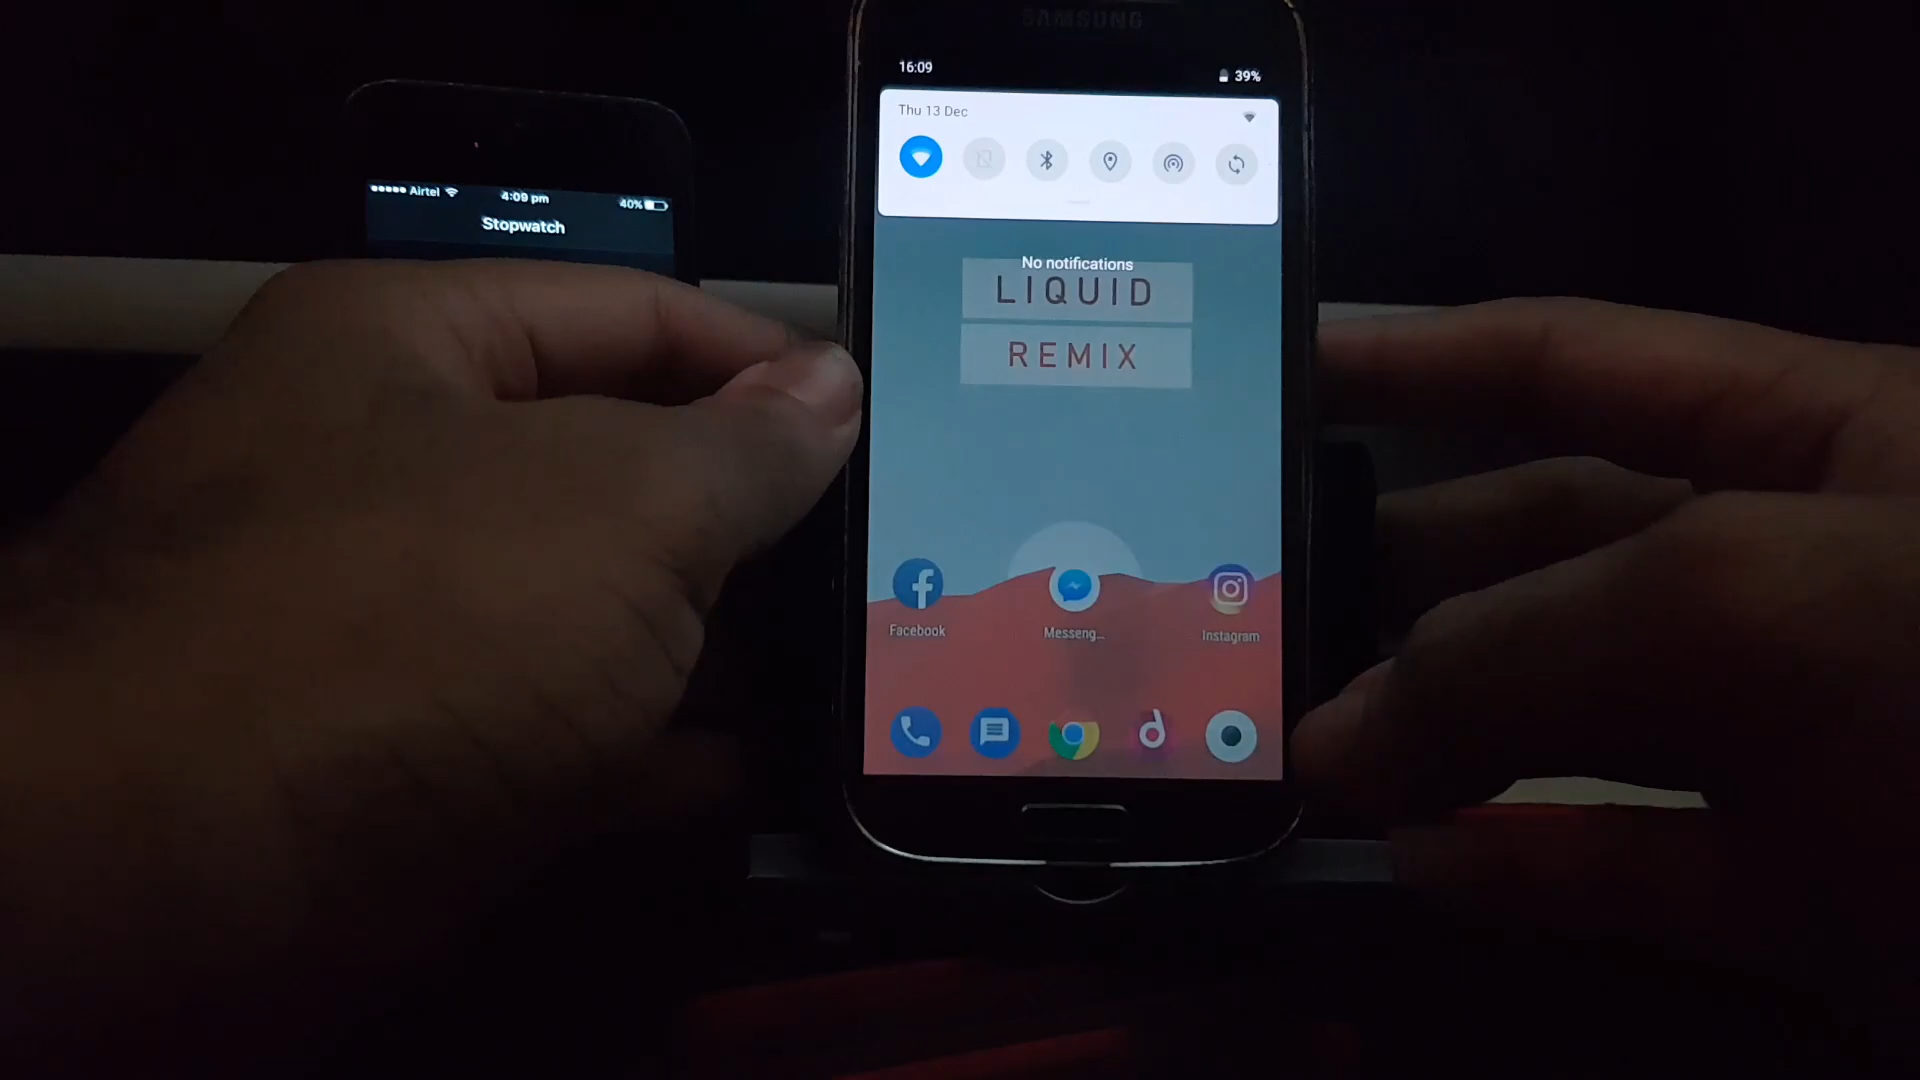 SAMSUNG
16:09
39%
Thu 13 Dec
Airtel
4:09 pm
40%
Stopwatch
No notifications
LIQUID
REMIX
Facebook
Messeng...
Instagram